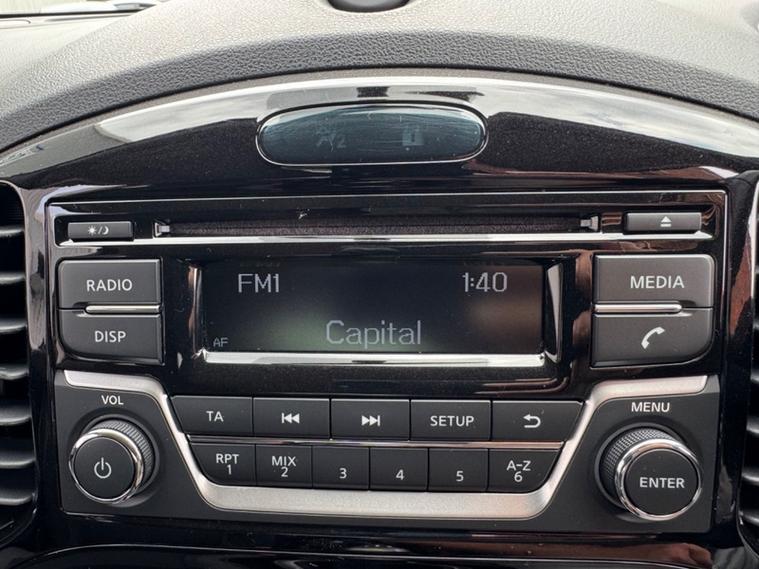 FM1 1:40
AF Capital
RADIO
MEDIA
DISP
VOL
MENU
TA
SETUP
RPT 1
MIX 2
3
4
5
A-Z 6
ENTER